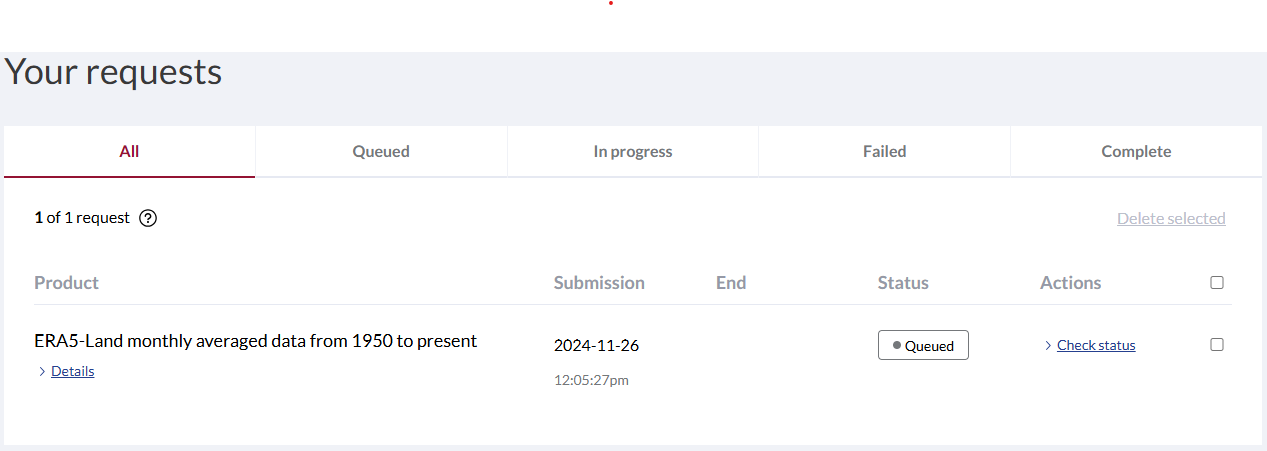 Your requests
All Queued In progress Failed Complete
1 of 1 request ? Delete selected
Product Submission End Status Actions
ERA5-Land monthly averaged data from 1950 to present 2024-11-26 Queued Check status
Details 12:05:27pm